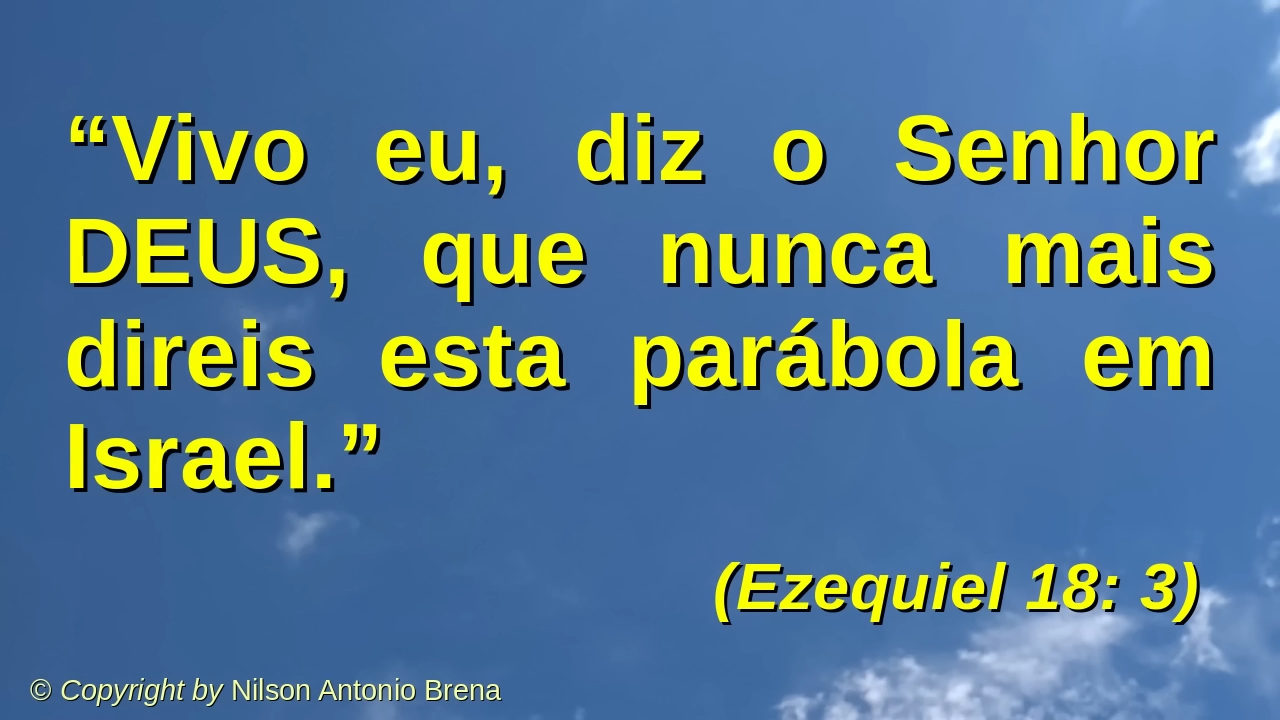 “Vivo eu, diz o Senhor
DEUS, que nunca mais
direis esta parábola em
Israel.”
(Ezequiel 18: 3)
© Copyright by Nilson Antonio Brena